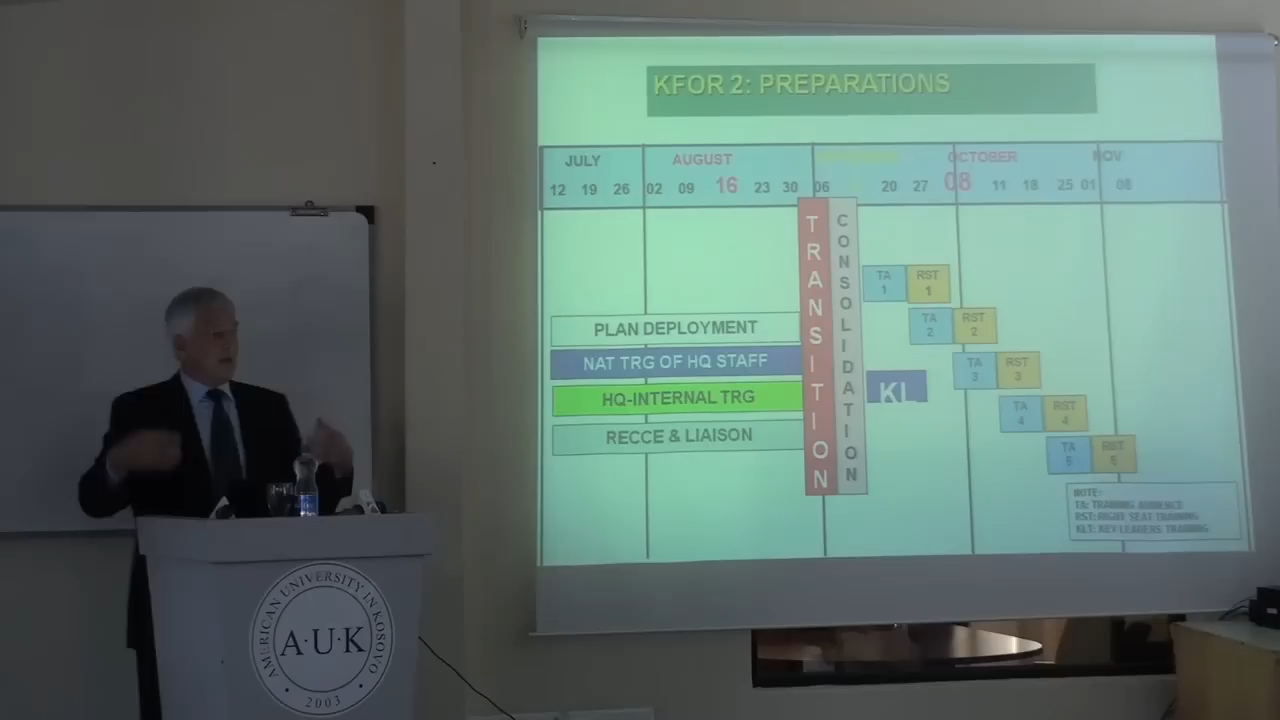 KFOR 2: PREPARATIONS
JULY AUGUST OCTOBER NOV
12 19 26 02 09 16 23 30 06 20 27 08 11 18 25 01 08
TRANSITION
CONSOLIDATION
TA 1
RST 1
TA 2
RST 2
TA 3
RST 3
TA 4
RST 4
TA 5
RST 5
PLAN DEPLOYMENT
NAT TRG OF HQ STAFF
HQ-INTERNAL TRG
RECCE & LIAISON
KL
NOTE:
TA: TRAINING AUDIENCE
RST: RIGHT SEAT TRAINING
KLT: KEY LEADERS TRAINING
AMERICAN UNIVERSITY IN KOSOVO
A·U·K
• 2003 •